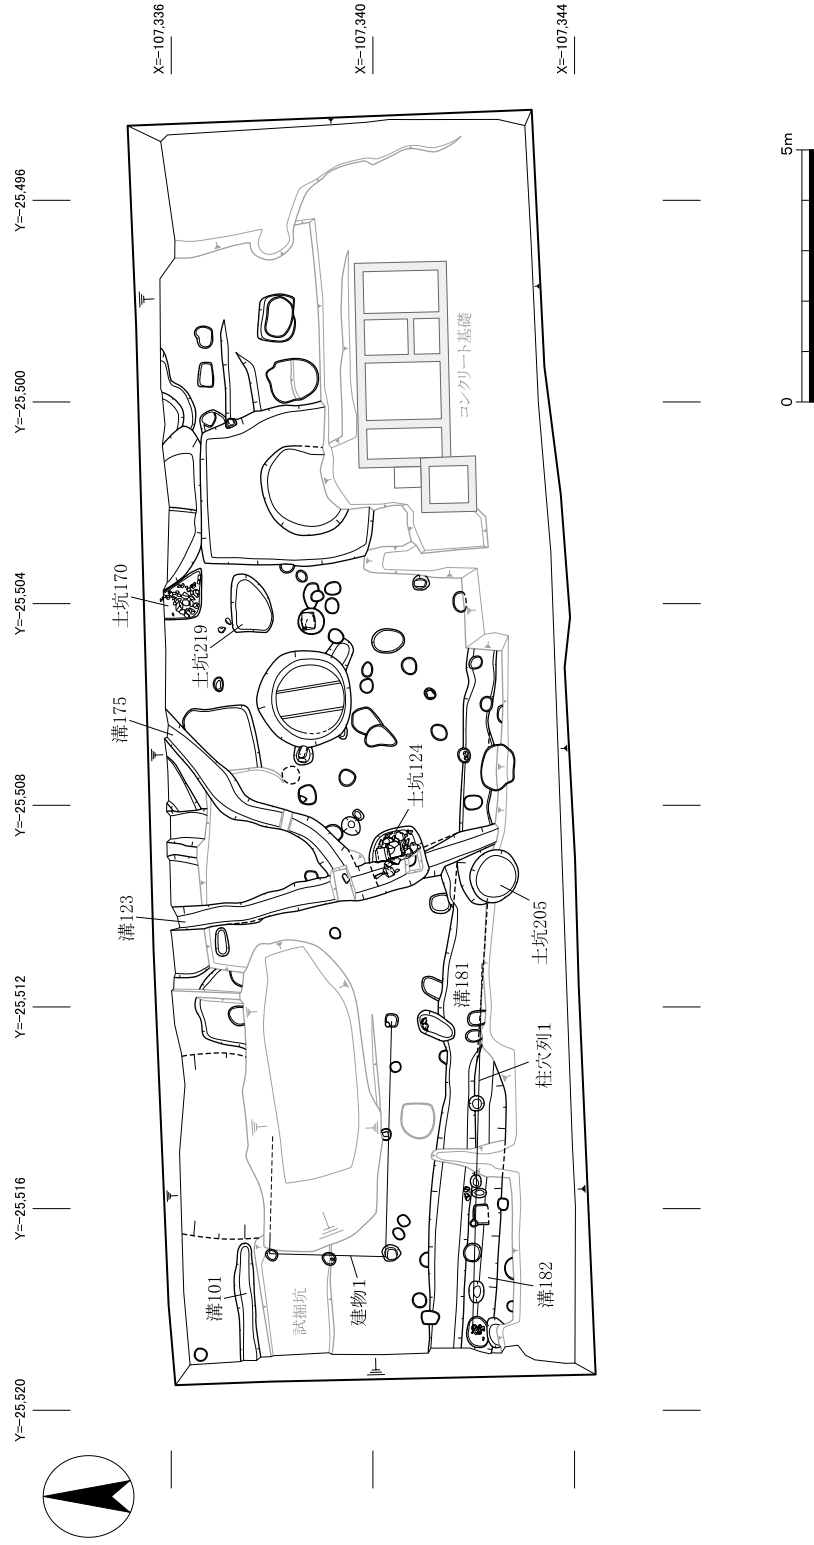 X=-107,336
X=-107,340
X=-107,344
5m
0
Y=-25,496
Y=-25,500
Y=-25,504
Y=-25,508
Y=-25,512
Y=-25,516
Y=-25,520
コンクリート基礎
土坑170
土坑219
溝175
土坑124
溝123
土坑205
溝181
柱穴列1
溝101
試掘坑
建物1
溝182